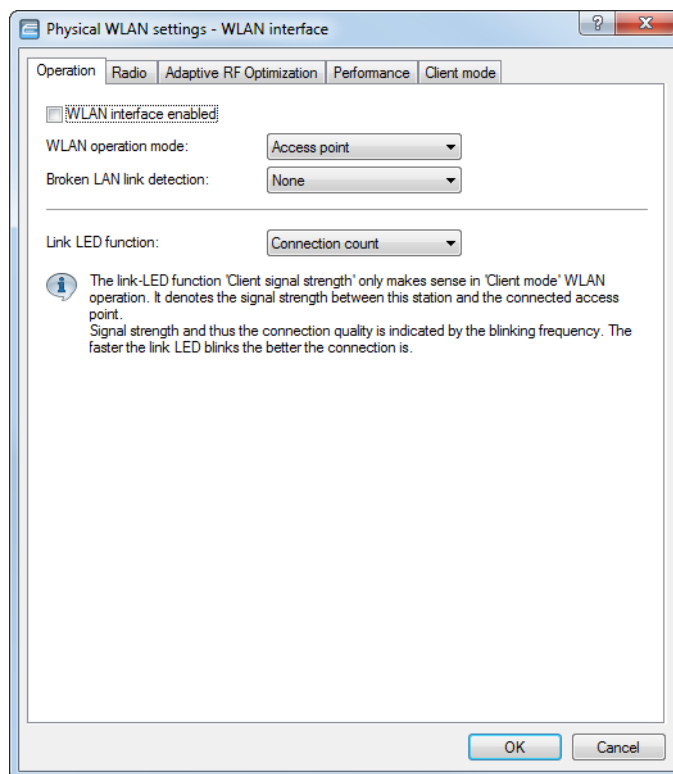 Physical WLAN settings - WLAN interface
?
Operation Radio Adaptive RF Optimization Performance Client mode
WLAN interface enabled
WLAN operation mode: Access point
Broken LAN link detection: None
Link LED function: Connection count
The link-LED function 'Client signal strength' only makes sense in 'Client mode' WLAN
operation. It denotes the signal strength between this station and the connected access
point.
Signal strength and thus the connection quality is indicated by the blinking frequency. The
faster the link LED blinks the better the connection is.
OK Cancel